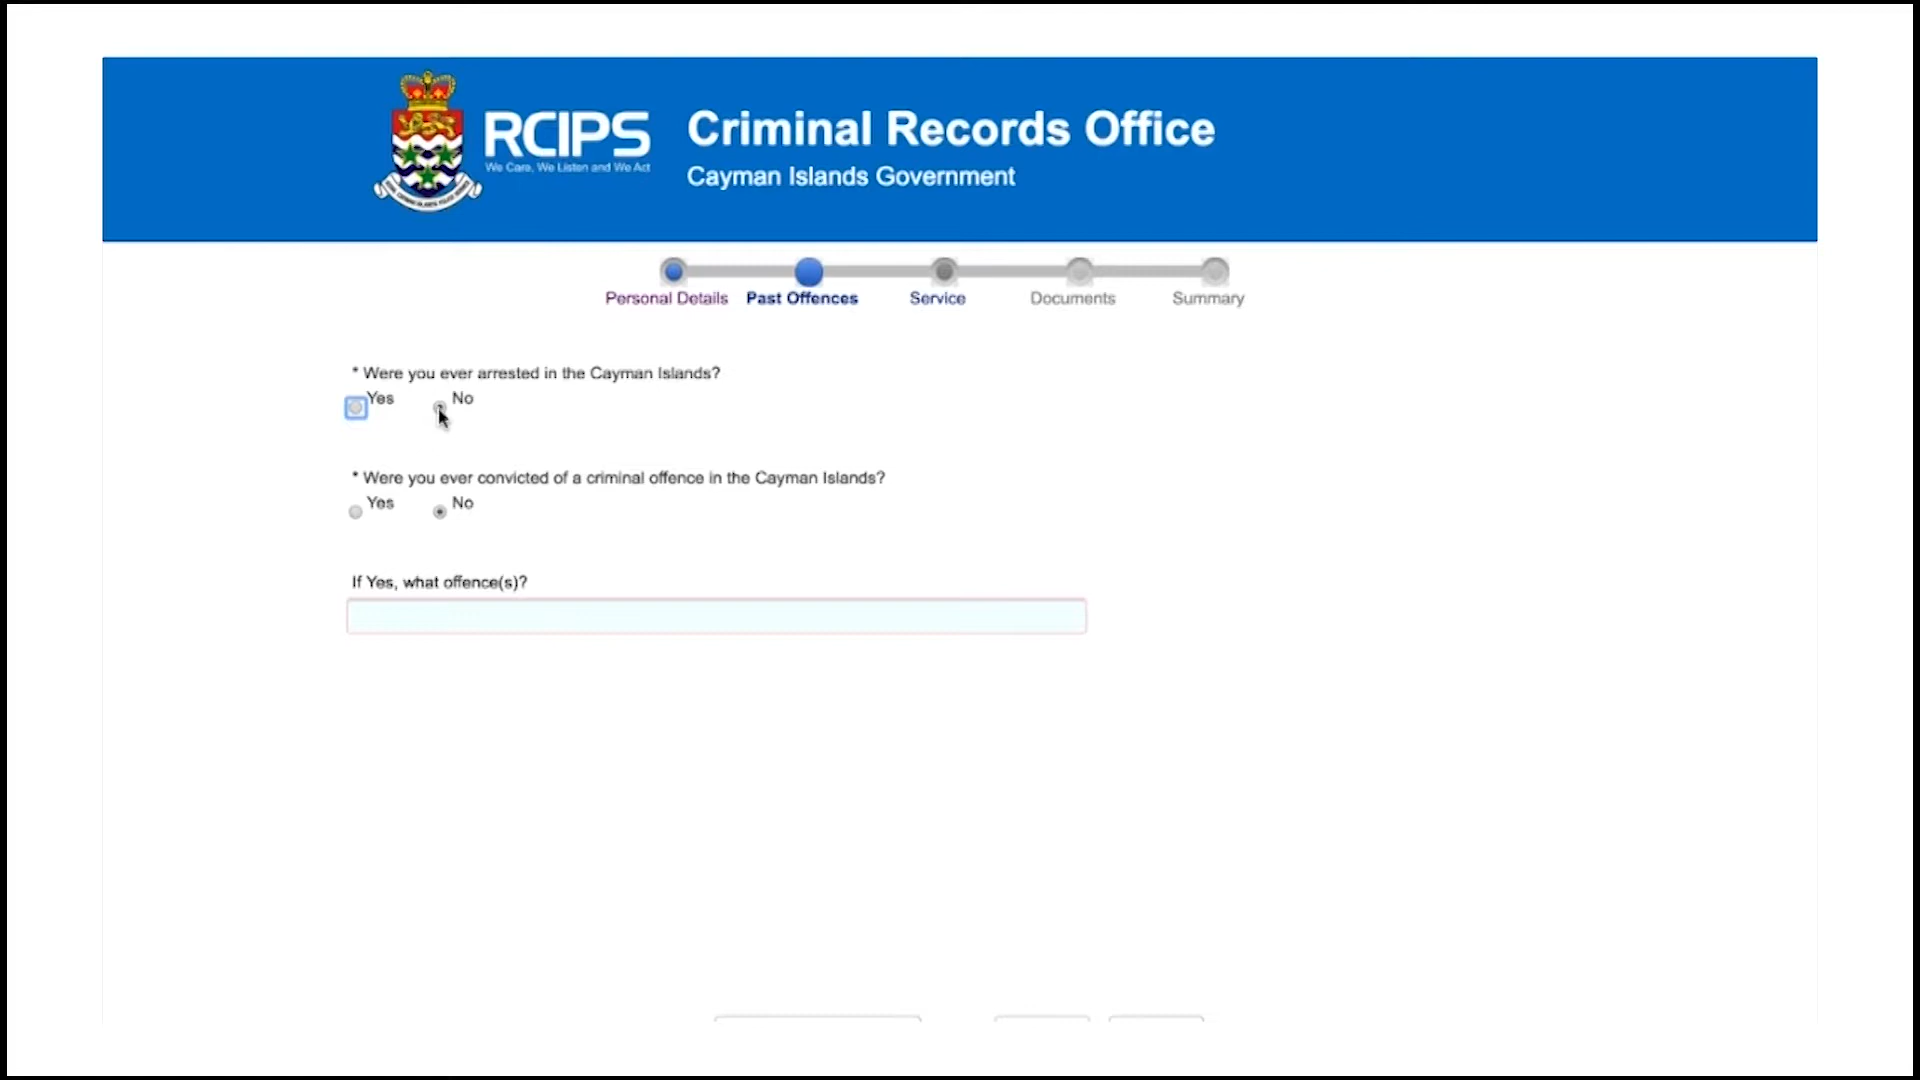 RCIPS
We Care, We Listen and We Act
Criminal Records Office
Cayman Islands Government
Personal Details
Past Offences
Service
Documents
Summary
* Were you ever arrested in the Cayman Islands?
Yes
No
* Were you ever convicted of a criminal offence in the Cayman Islands?
Yes
No
If Yes, what offence(s)?